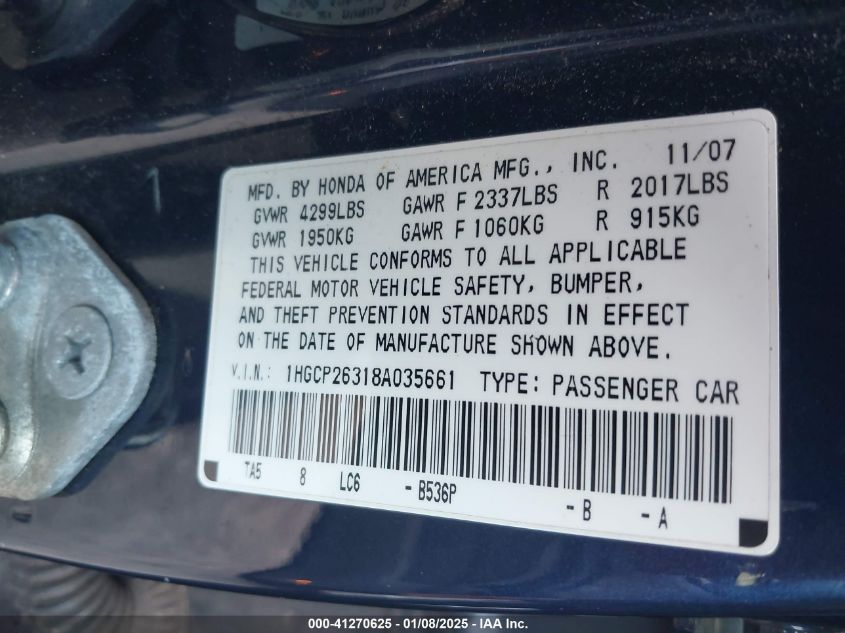 MFD. BY HONDA OF AMERICA MFG., INC. 11/07
GVWR 4299LBS GAWR F 2337LBS R 2017LBS
GVWR 1950KG GAWR F 1060KG R 915KG
THIS VEHICLE CONFORMS TO ALL APPLICABLE
FEDERAL MOTOR VEHICLE SAFETY, BUMPER,
AND THEFT PREVENTION STANDARDS IN EFFECT
ON THE DATE OF MANUFACTURE SHOWN ABOVE.
V.I.N.: 1HGCP26318A035661 TYPE: PASSENGER CAR
TA5 8 LC6 - B536P - B - A
000-41270625 | 01/08/2025 | IAA Inc.